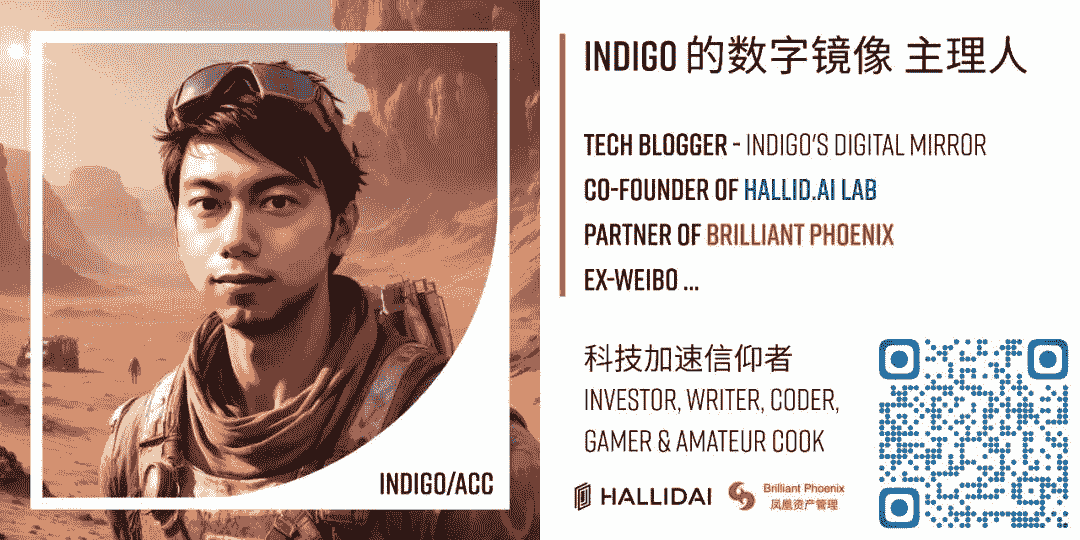 INDIGO 的数字镜像 主理人
TECH BLOGGER - INDIGO'S DIGITAL MIRROR
CO-FOUNDER OF HALLID.AI LAB
PARTNER OF BRILLIANT PHOENIX
EX-WEIBO ...
科技加速信仰者
INVESTOR, WRITER, CODER,
GAMER & AMATEUR COOK
HALLIDAI
Brilliant Phoenix
凤凰资产管理
INDIGO/ACC